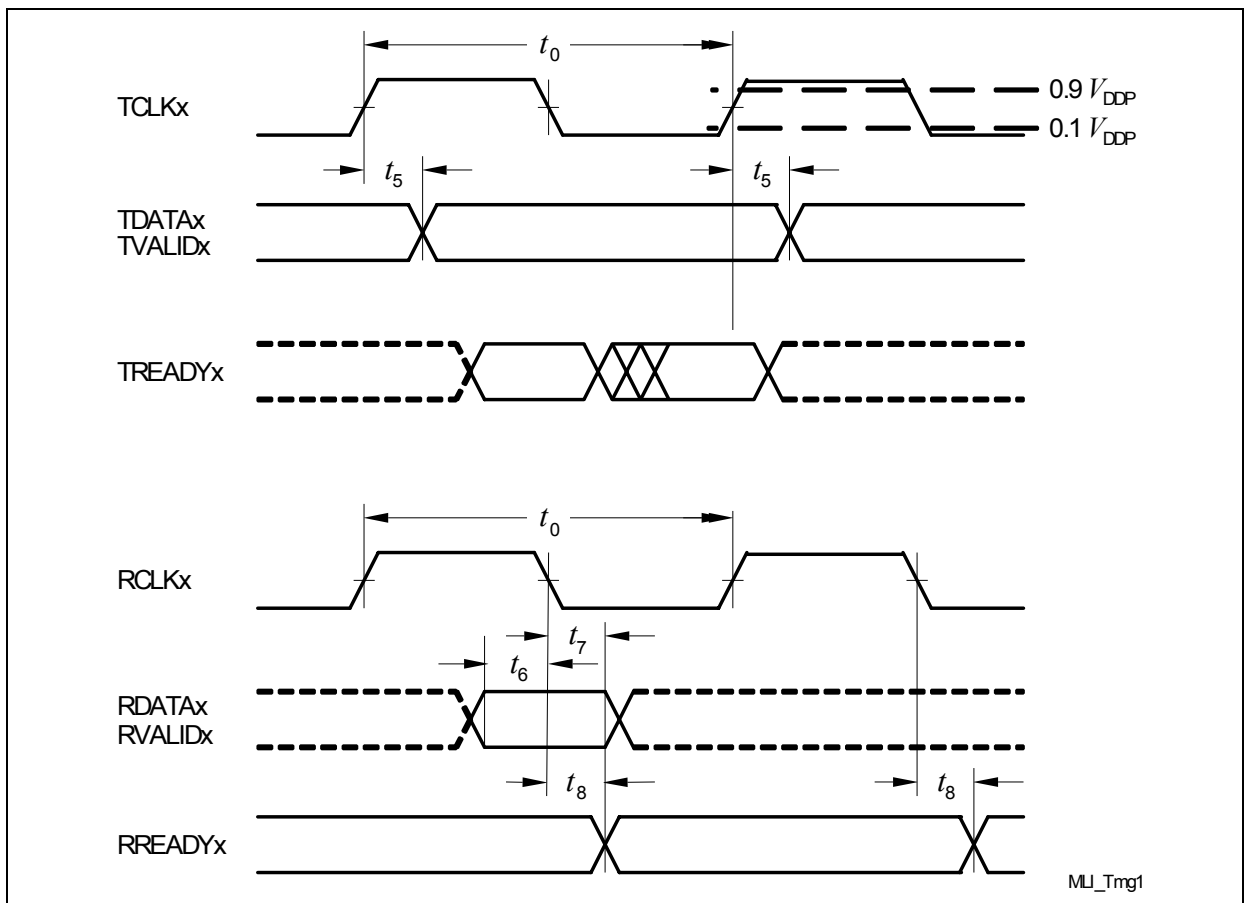 t0
TCLKx
0.9 VDDP
0.1 VDDP
t5
t5
TDATAx
TVALIDx
TREADYx
t0
RCLKx
t7
t6
RDATAx
RVALIDx
t8
t8
RREADYx
MLI_Tmg1